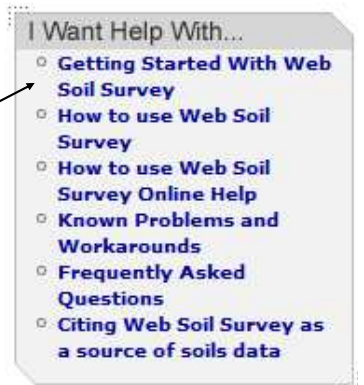 I Want Help With...
Getting Started With Web
Soil Survey
How to use Web Soil
Survey
How to use Web Soil
Survey Online Help
Known Problems and
Workarounds
Frequently Asked
Questions
Citing Web Soil Survey as
a source of soils data